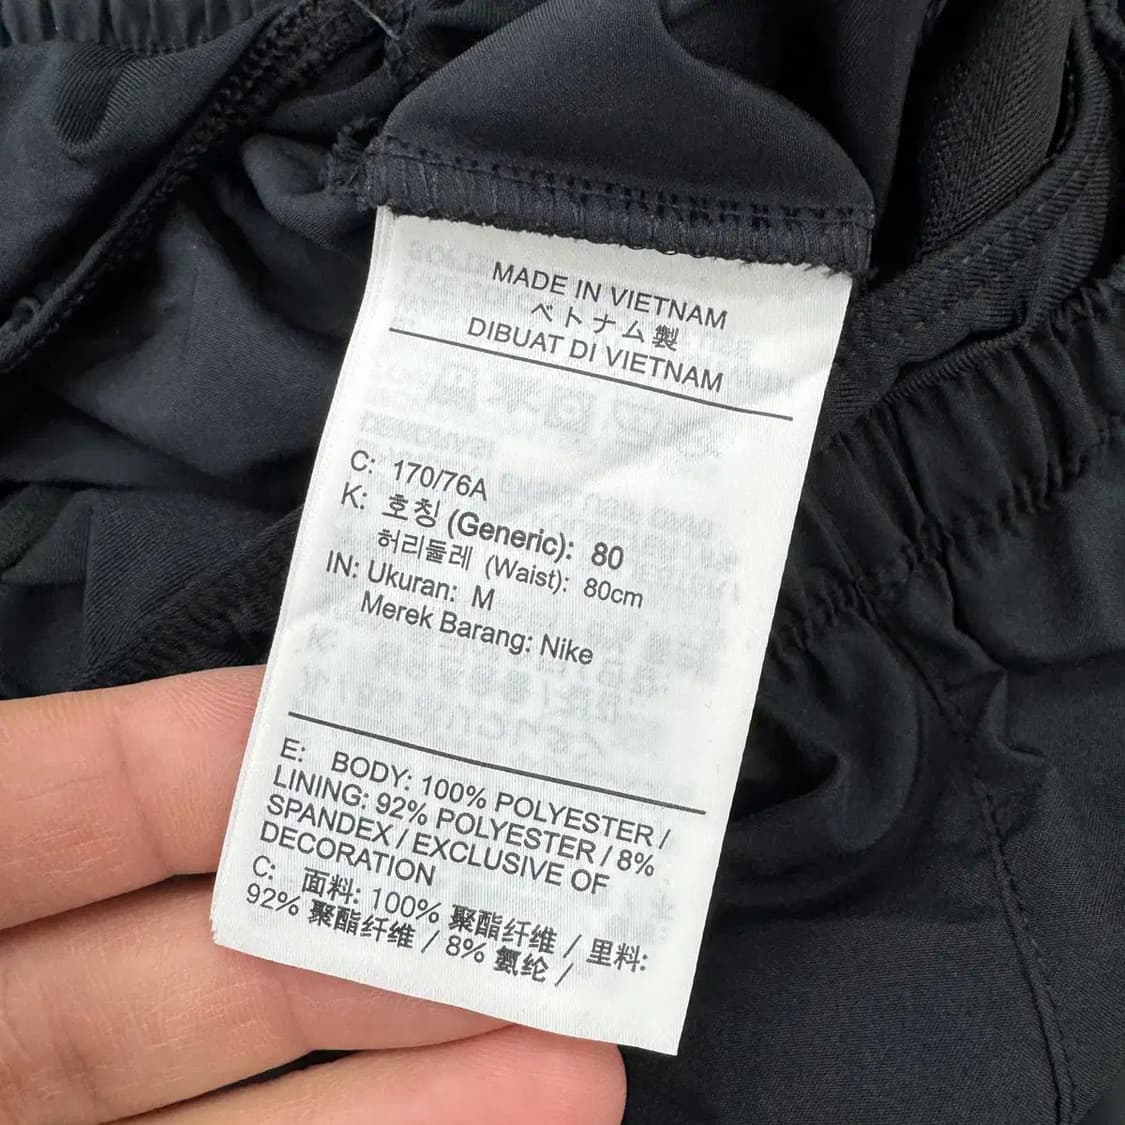 MADE IN VIETNAM
ベトナム製
DIBUAT DI VIETNAM
C: 170/76A
K: 호칭 (Generic): 80
허리둘레 (Waist): 80cm
IN: Ukuran: M
Merek Barang: Nike
E: BODY: 100% POLYESTER /
LINING: 92% POLYESTER / 8%
SPANDEX / EXCLUSIVE OF
DECORATION
C: 面料: 100% 聚酯纤维 / 里料:
92% 聚酯纤维 / 8% 氨纶 /